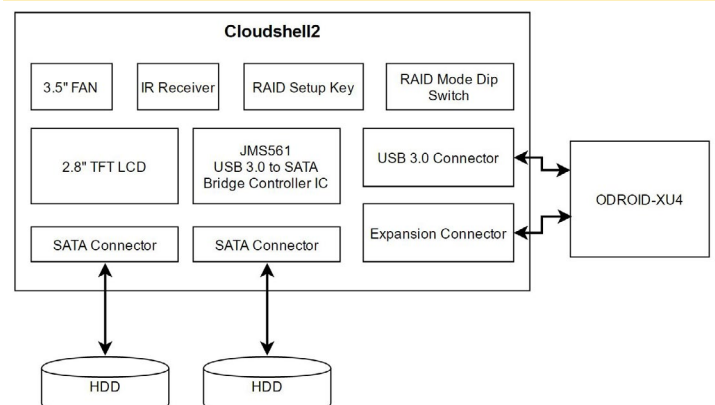 Cloudshell2
3.5" FAN
IR Receiver
RAID Setup Key
RAID Mode Dip
Switch
2.8" TFT LCD
JMS561
USB 3.0 to SATA
Bridge Controller IC
USB 3.0 Connector
ODROID-XU4
SATA Connector
SATA Connector
Expansion Connector
HDD
HDD